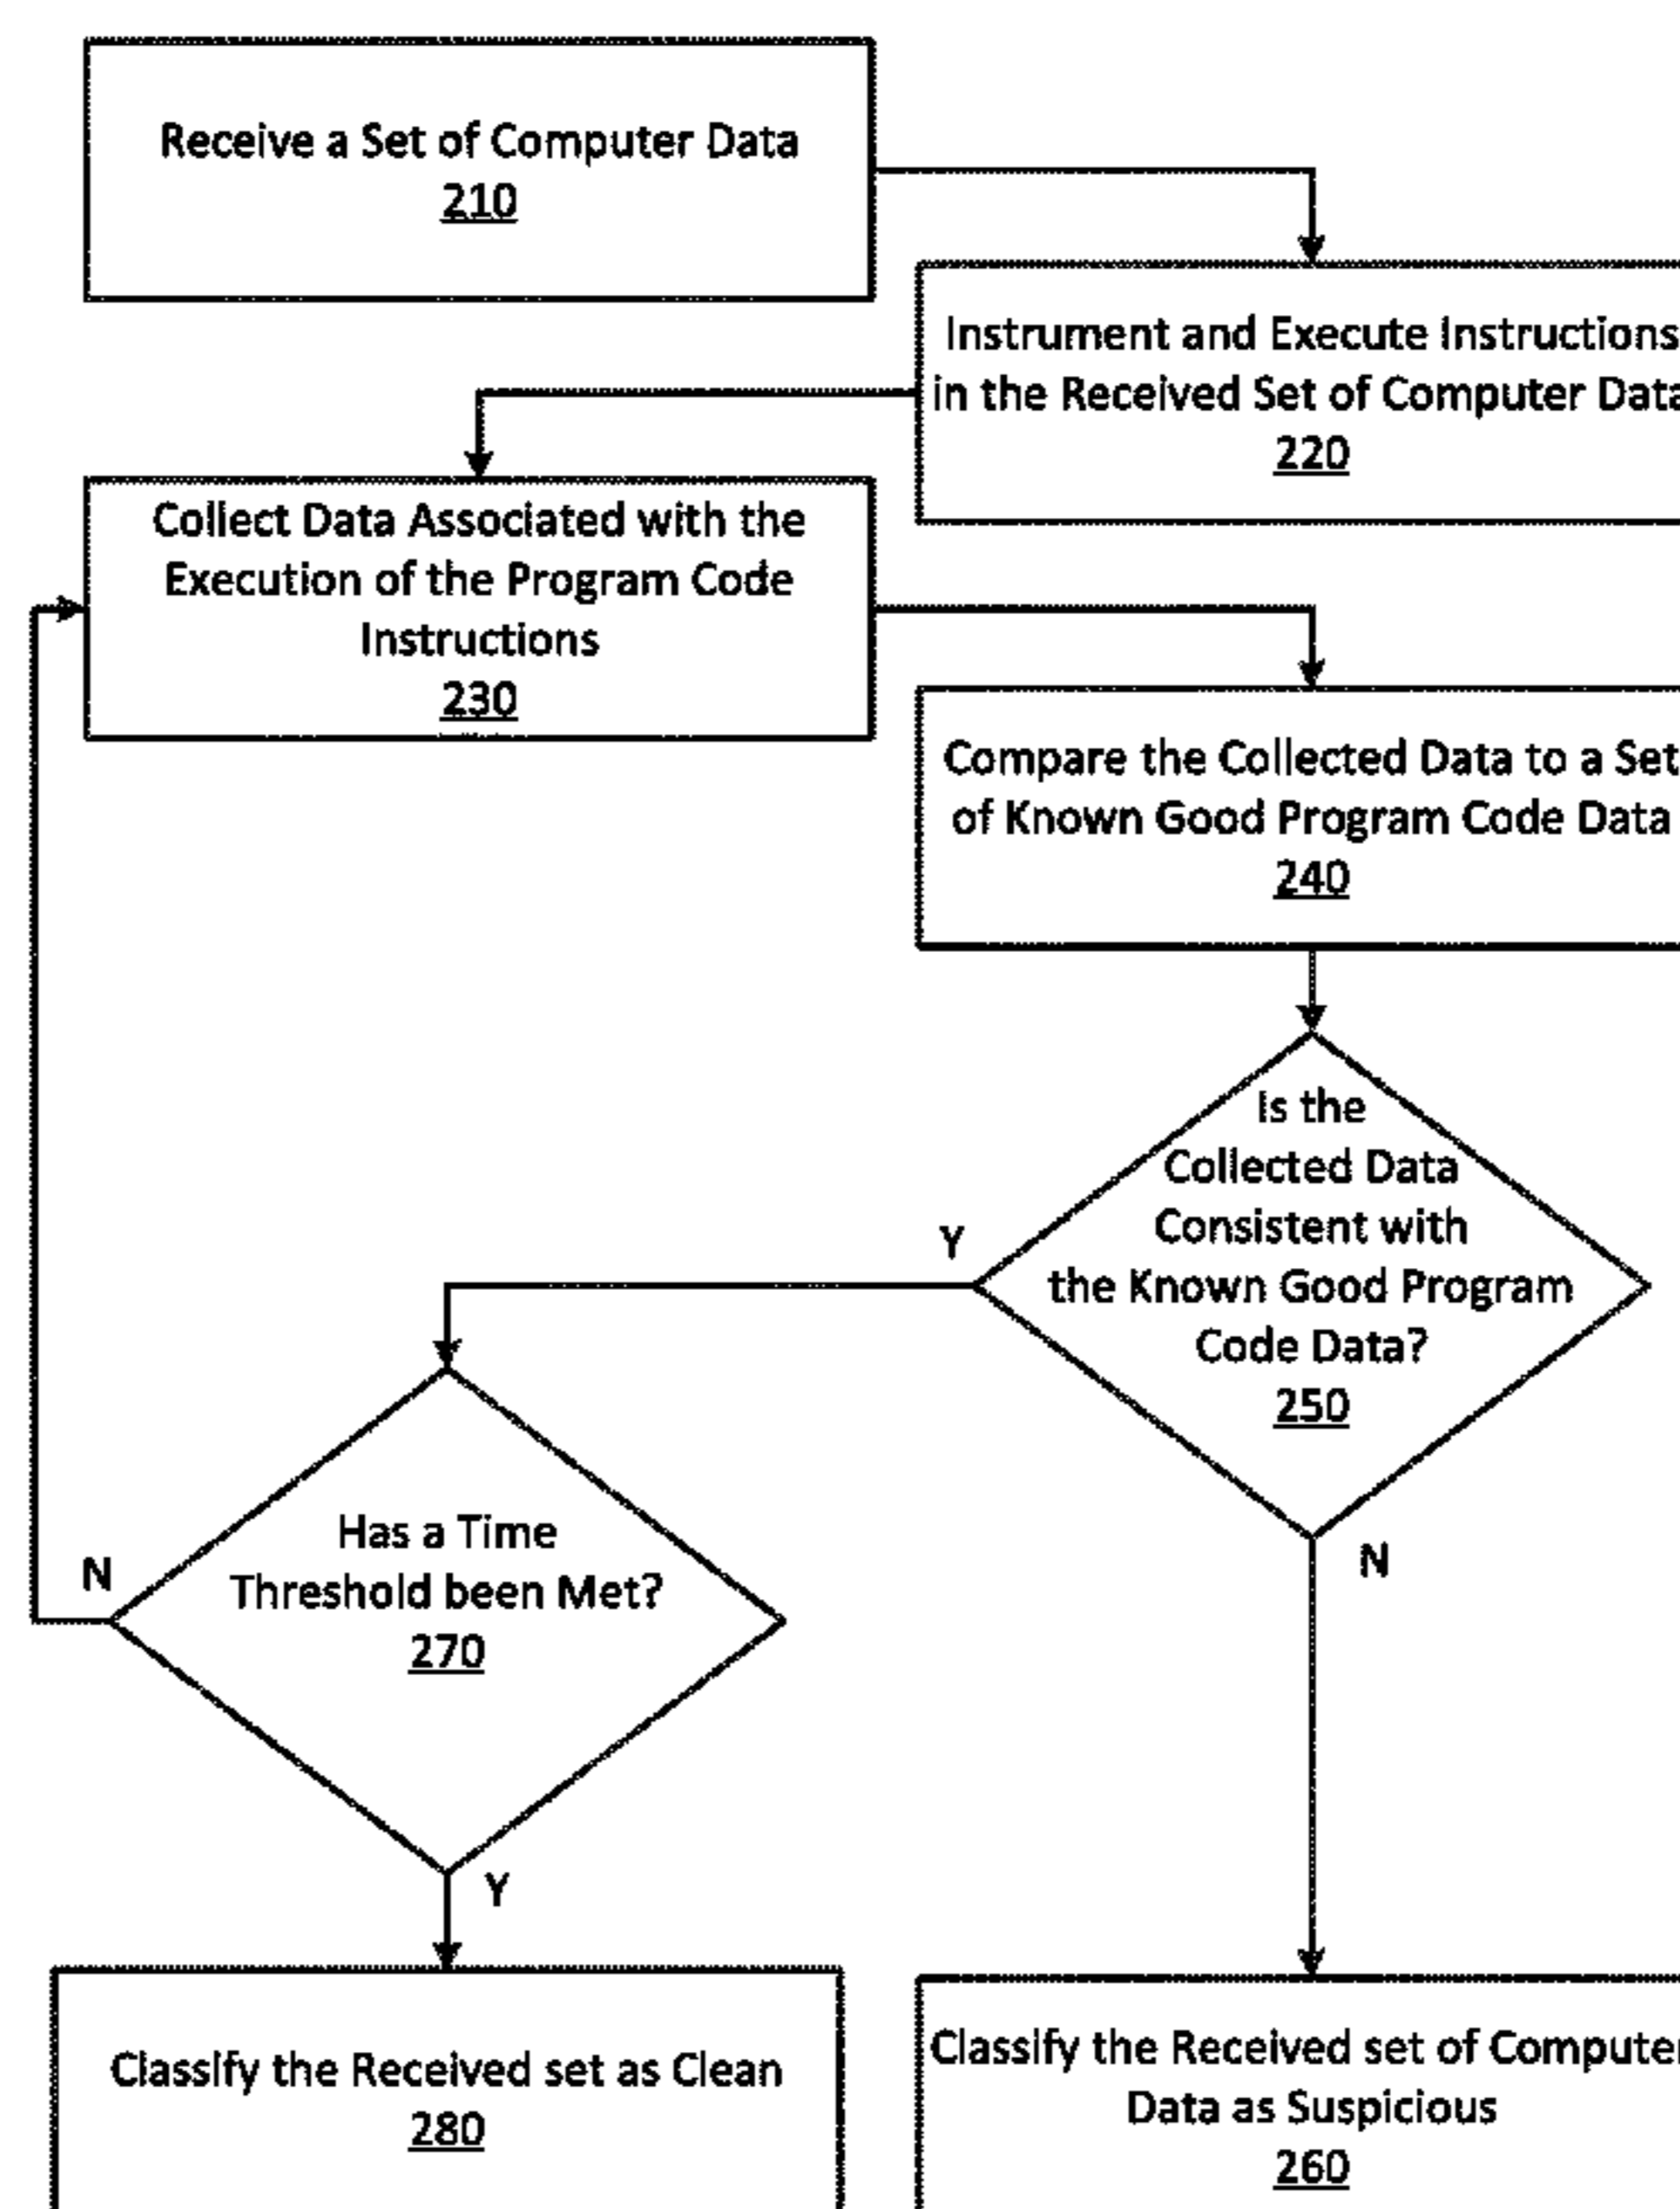 Receive a Set of Computer Data
210
Instrument and Execute Instructions
in the Received Set of Computer Data
220
Collect Data Associated with the
Execution of the Program Code
Instructions
230
Compare the Collected Data to a Set
of Known Good Program Code Data
240
Is the
Collected Data
Consistent with
the Known Good Program
Code Data?
250
Y
N
Has a Time
Threshold been Met?
270
N
Y
Classify the Received set as Clean
280
Classify the Received set of Computer
Data as Suspicious
260